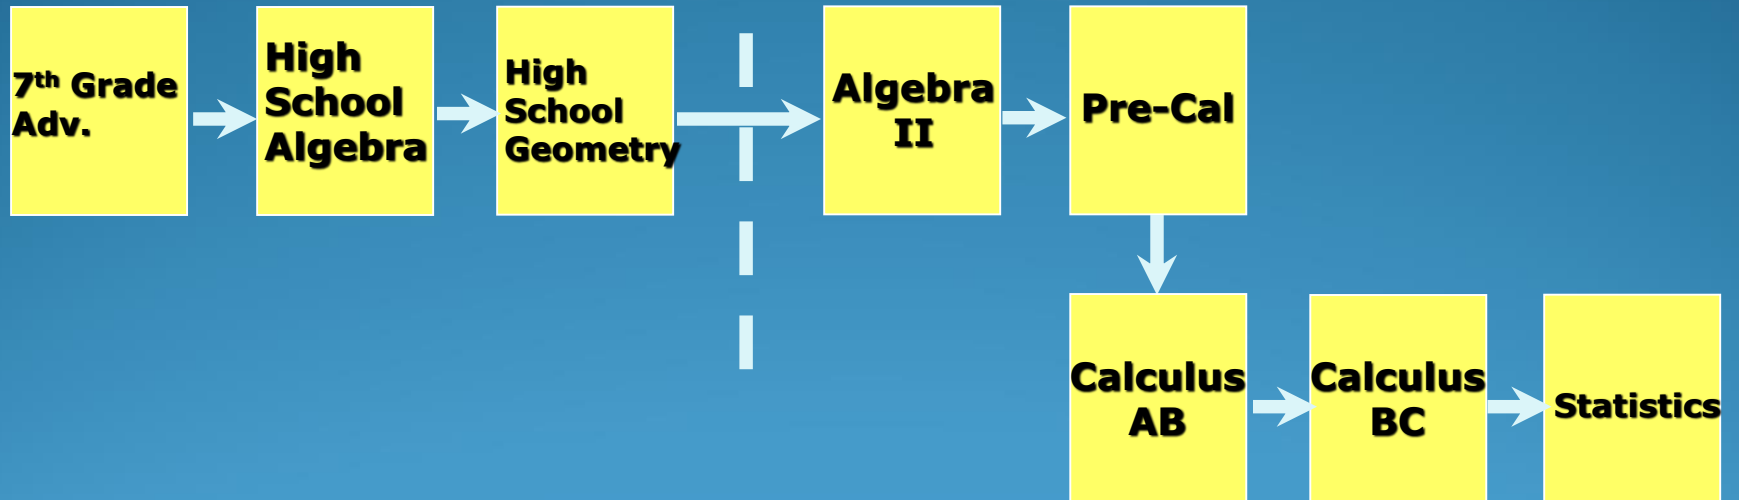 7th Grade
Adv.
High
School
Algebra
High
School
Geometry
Algebra
II
Pre-Cal
Calculus
AB
Calculus
BC
Statistics